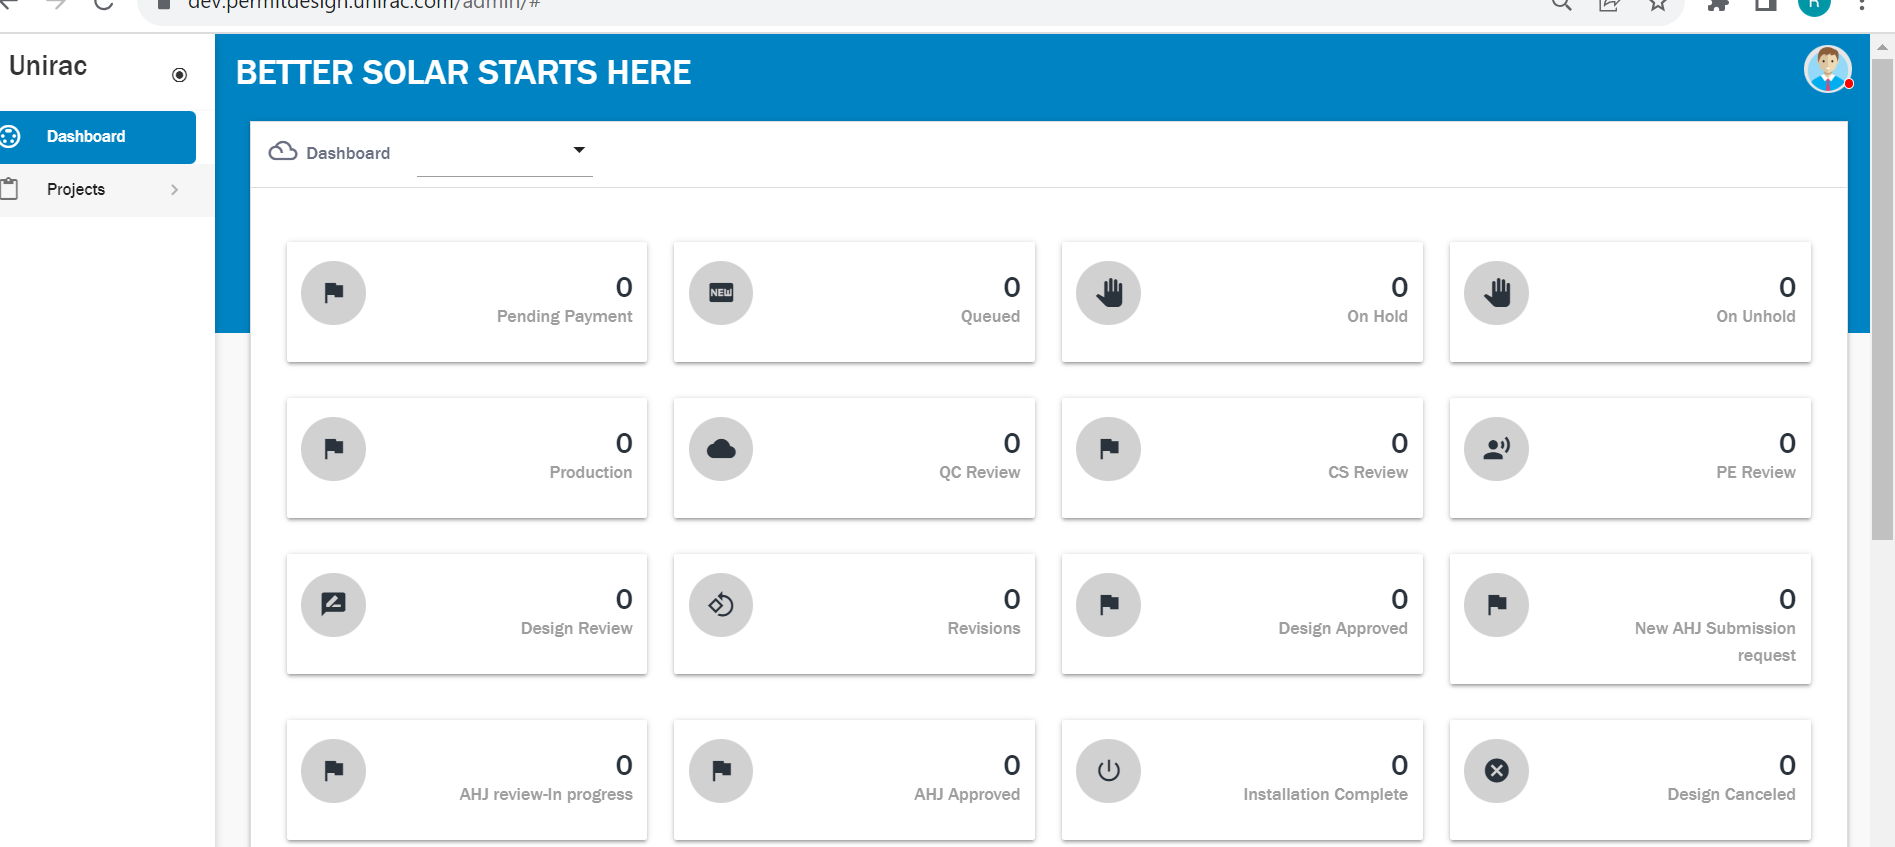 dev.permitdesign.unirac.com/admin/#
R
Unirac
BETTER SOLAR STARTS HERE
Dashboard
Projects
Dashboard
0
Pending Payment
NEW
0
Queued
0
On Hold
0
On Unhold
0
Production
0
QC Review
0
CS Review
0
PE Review
0
Design Review
0
Revisions
0
Design Approved
0
New AHJ Submission
request
0
AHJ review-In progress
0
AHJ Approved
0
Installation Complete
0
Design Canceled